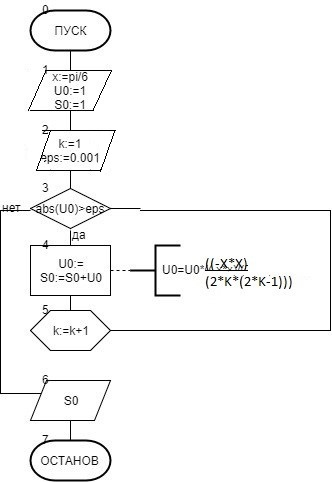 0
ПУСК
1
x:=pi/6
U0:=1
S0:=1
2
k:=1
eps:=0.001
3
нет
abs(U0)>eps
да
4
U0:=
S0:=S0+U0
U0=U0*((-X*X)
(2*K*(2*K-1)))
5
k:=k+1
6
S0
7
ОСТАНОВ